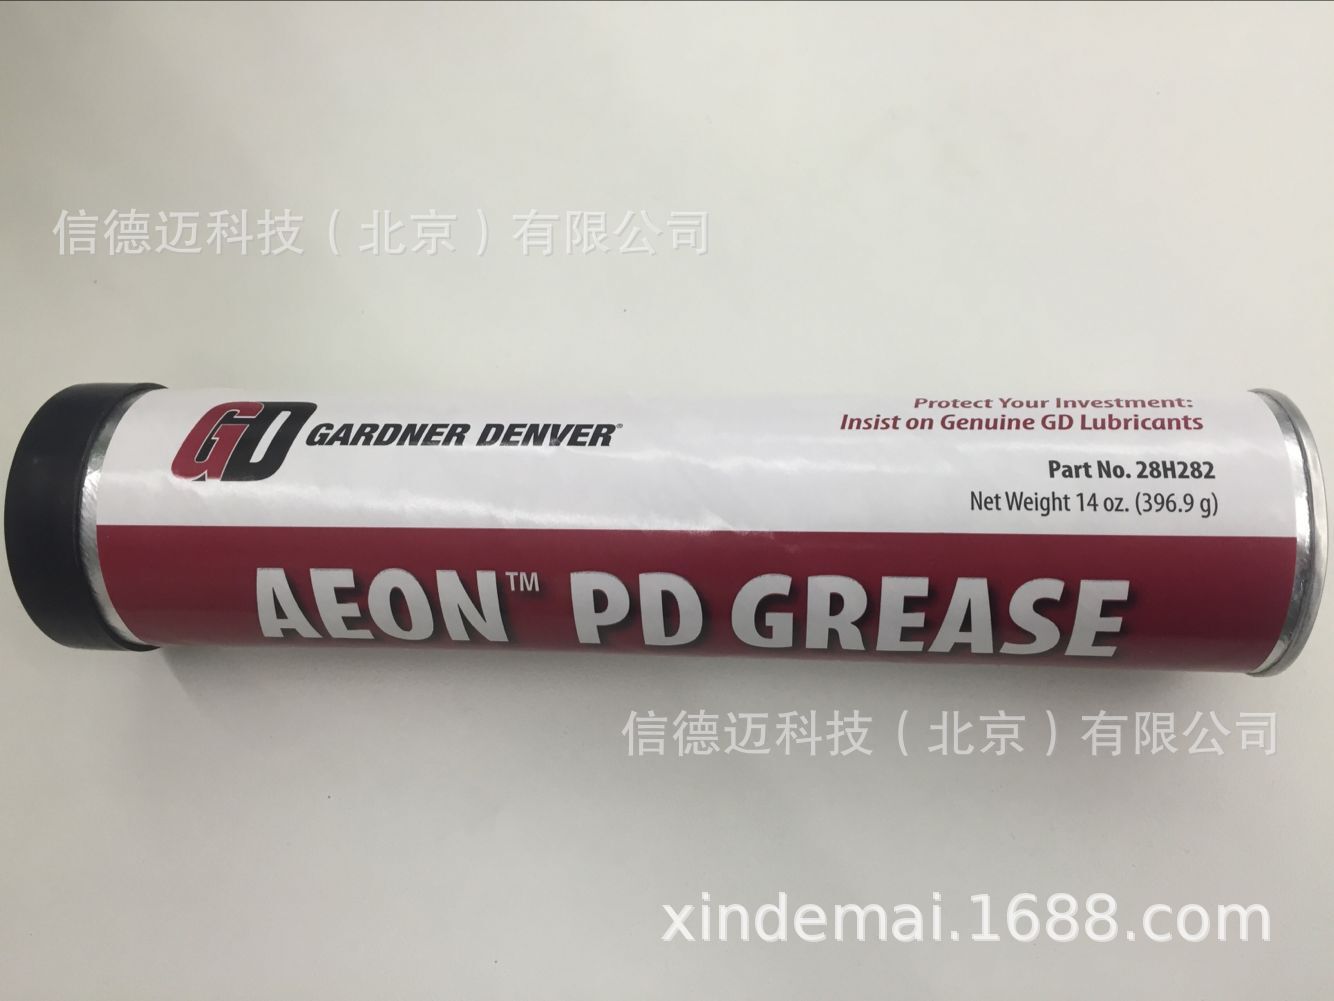 信德迈科技（北京）有限公司
GD GARDNER DENVER®
Protect Your Investment:
Insist on Genuine GD Lubricants
Part No. 28H282
Net Weight 14 oz. (396.9 g)
AEON™ PD GREASE
信德迈科技（北京）有限公司
xindemai.1688.com